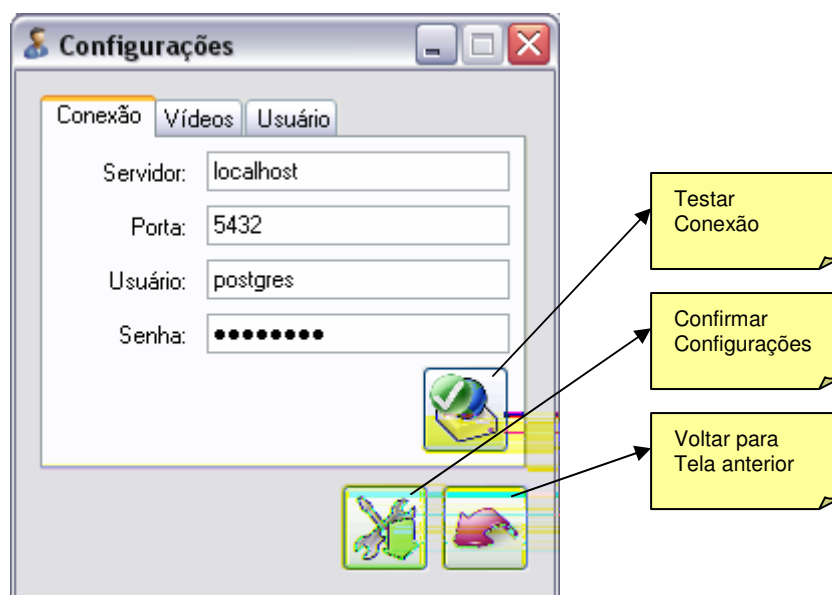 Configurações
Conexão Vídeos Usuário
Servidor: localhost
Porta: 5432
Usuário: postgres
Senha: ●●●●●●●●
Testar
Conexão
Confirmar
Configurações
Voltar para
Tela anterior